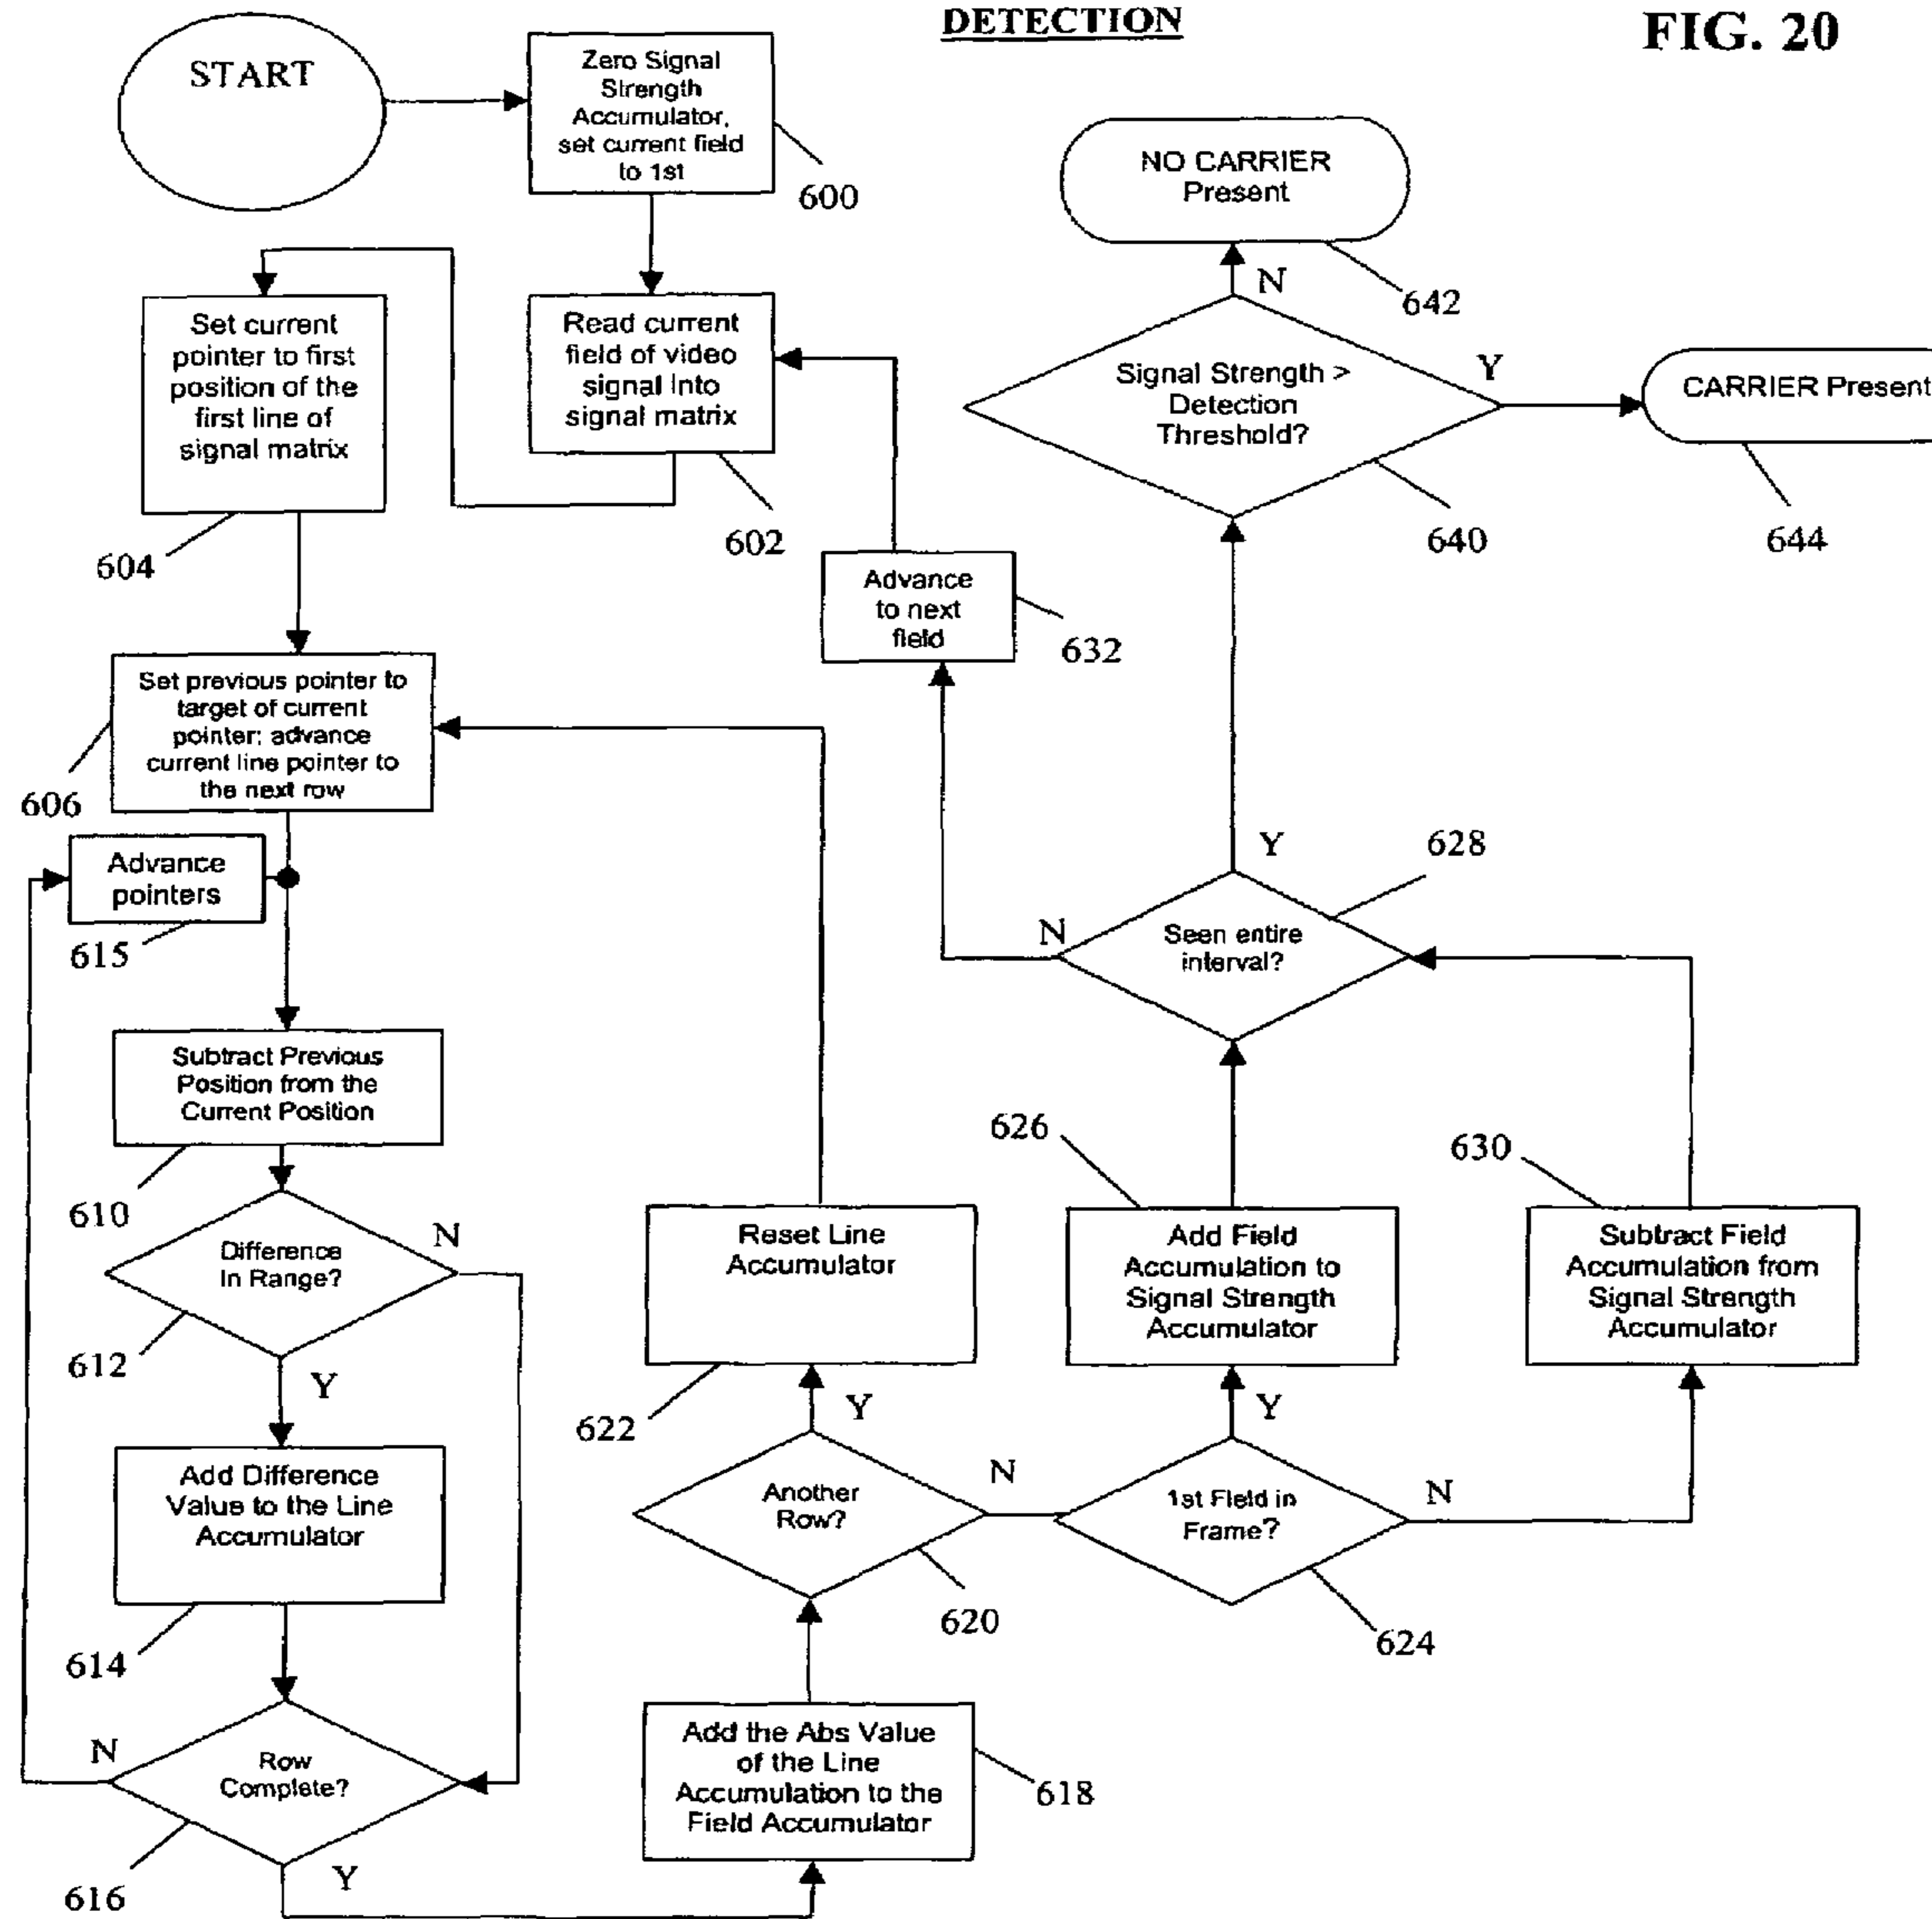 DETECTION
FIG. 20
START
Zero Signal
Strength
Accumulator,
set current field
to 1st
600
NO CARRIER
Present
642
N
Set current
pointer to first
position of the
first line of
signal matrix
604
Read current
field of video
signal Into
signal matrix
602
Signal Strength >
Detection
Threshold?
Y
640
CARRIER Present
644
Advance
to next
field
632
Set previous pointer to
target of current
pointer; advance
current line pointer to
the next row
606
Advance
pointers
615
Y
628
N
Seen entire
interval?
Subtract Previous
Position from the
Current Position
610
626
630
Difference
In Range?
N
612
Y
Reset Line
Accumulator
622
Add Field
Accumulation to
Signal Strength
Accumulator
Subtract Field
Accumulation from
Signal Strength
Accumulator
Y
Y
Add Difference
Value to the Line
Accumulator
614
Another
Row?
N
620
1st Field in
Frame?
N
624
Row
Complete?
N
616
Y
Add the Abs Value
of the Line
Accumulation to the
Field Accumulator
618